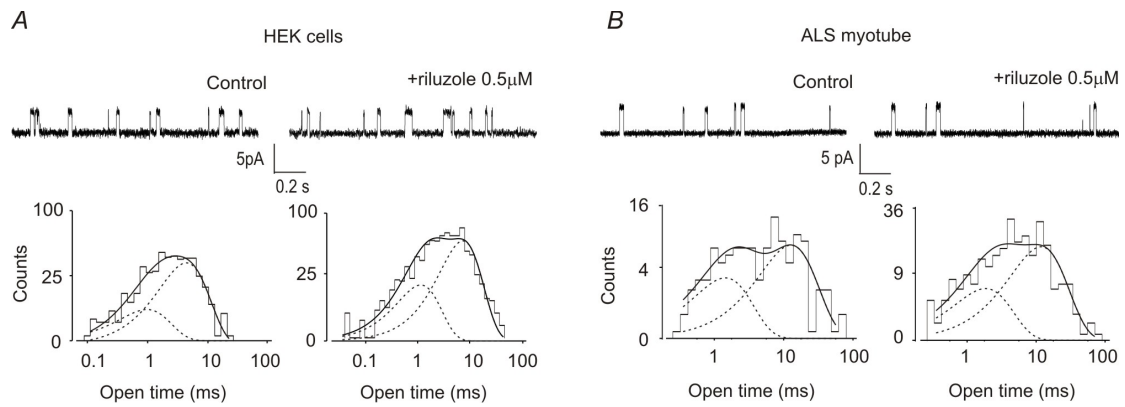 A
HEK cells
Control
+riluzole 0.5µM
5pA
0.2 s
100
25
0
Counts
0.1 1 10 100
Open time (ms)
100
25
0
0.1 1 10 100
Open time (ms)
B
ALS myotube
Control
+riluzole 0.5µM
5 pA
0.2 s
16
4
0
Counts
1 10 100
Open time (ms)
36
9
0
1 10 100
Open time (ms)